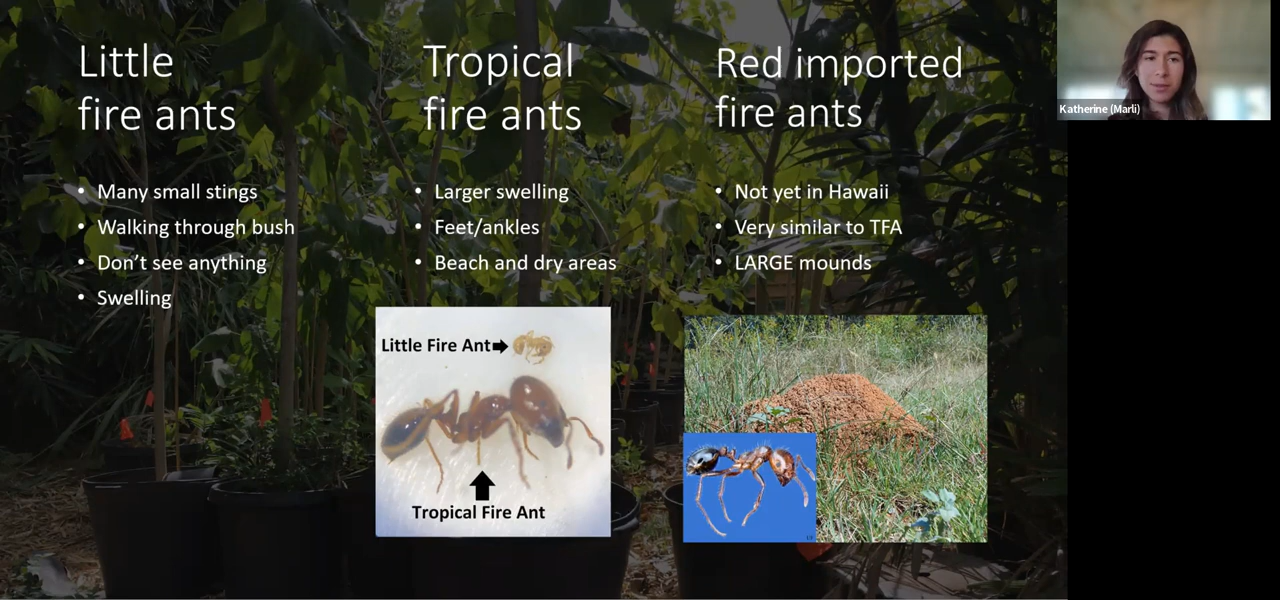 Little
fire ants
• Many small stings
• Walking through bush
• Don’t see anything
• Swelling
Tropical
fire ants
• Larger swelling
• Feet/ankles
• Beach and dry areas
Little Fire Ant
Tropical Fire Ant
Red imported
fire ants
• Not yet in Hawaii
• Very similar to TFA
• LARGE mounds
Katherine (Marli)